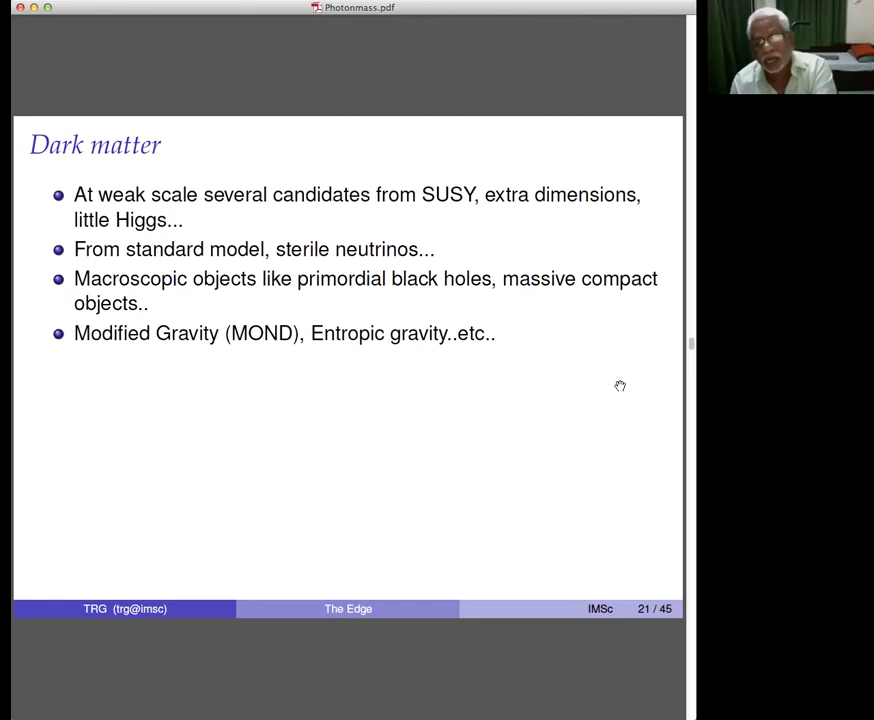 Photonmass.pdf
Dark matter
At weak scale several candidates from SUSY, extra dimensions,
little Higgs...
From standard model, sterile neutrinos...
Macroscopic objects like primordial black holes, massive compact
objects..
Modified Gravity (MOND), Entropic gravity..etc..
TRG (trg@imsc) The Edge IMSc 21 / 45